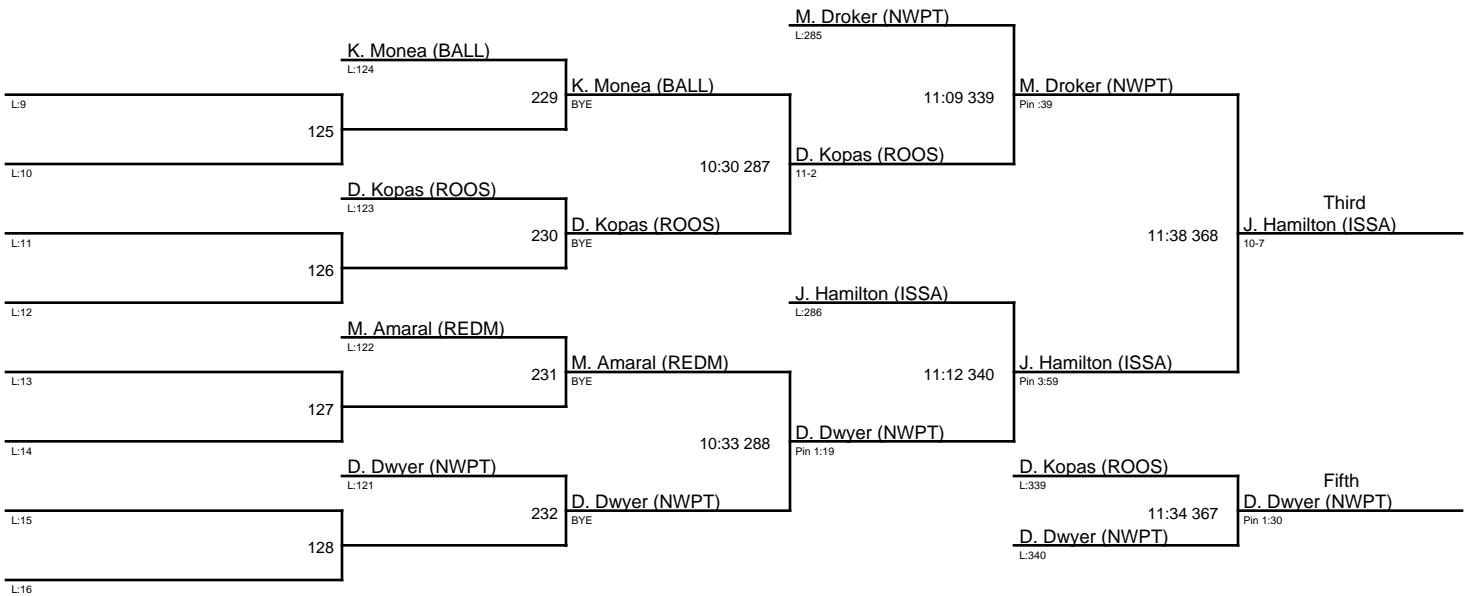 M. Droker (NWPT)
L:285
K. Monea (BALL)
L:124
229
K. Monea (BALL)
BYE
11:09 339
M. Droker (NWPT)
Pin :39
L:9
125
L:10
10:30 287
D. Kopas (ROOS)
11-2
D. Kopas (ROOS)
L:123
230
D. Kopas (ROOS)
BYE
Third
11:38 368
J. Hamilton (ISSA)
10-7
L:11
126
L:12
J. Hamilton (ISSA)
L:286
M. Amaral (REDM)
L:122
231
M. Amaral (REDM)
BYE
11:12 340
J. Hamilton (ISSA)
Pin 3:59
L:13
127
L:14
10:33 288
D. Dwyer (NWPT)
Pin 1:19
D. Dwyer (NWPT)
L:121
232
D. Dwyer (NWPT)
BYE
D. Kopas (ROOS)
L:339
Fifth
11:34 367
D. Dwyer (NWPT)
Pin 1:30
D. Dwyer (NWPT)
L:340
L:15
128
L:16